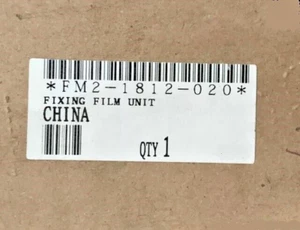 *FM2-1812-020*
FIXING FILM UNIT
CHINA
QTY 1